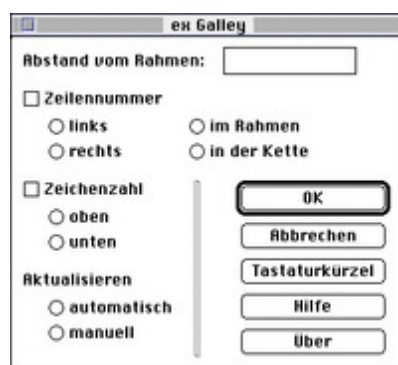 ex Galley
Abstand vom Rahmen:
Zeilennummer
links
im Rahmen
rechts
in der Kette
Zeichenzahl
oben
unten
Aktualisieren
automatisch
manuell
OK
Abbrechen
Tastaturkürzel
Hilfe
Über